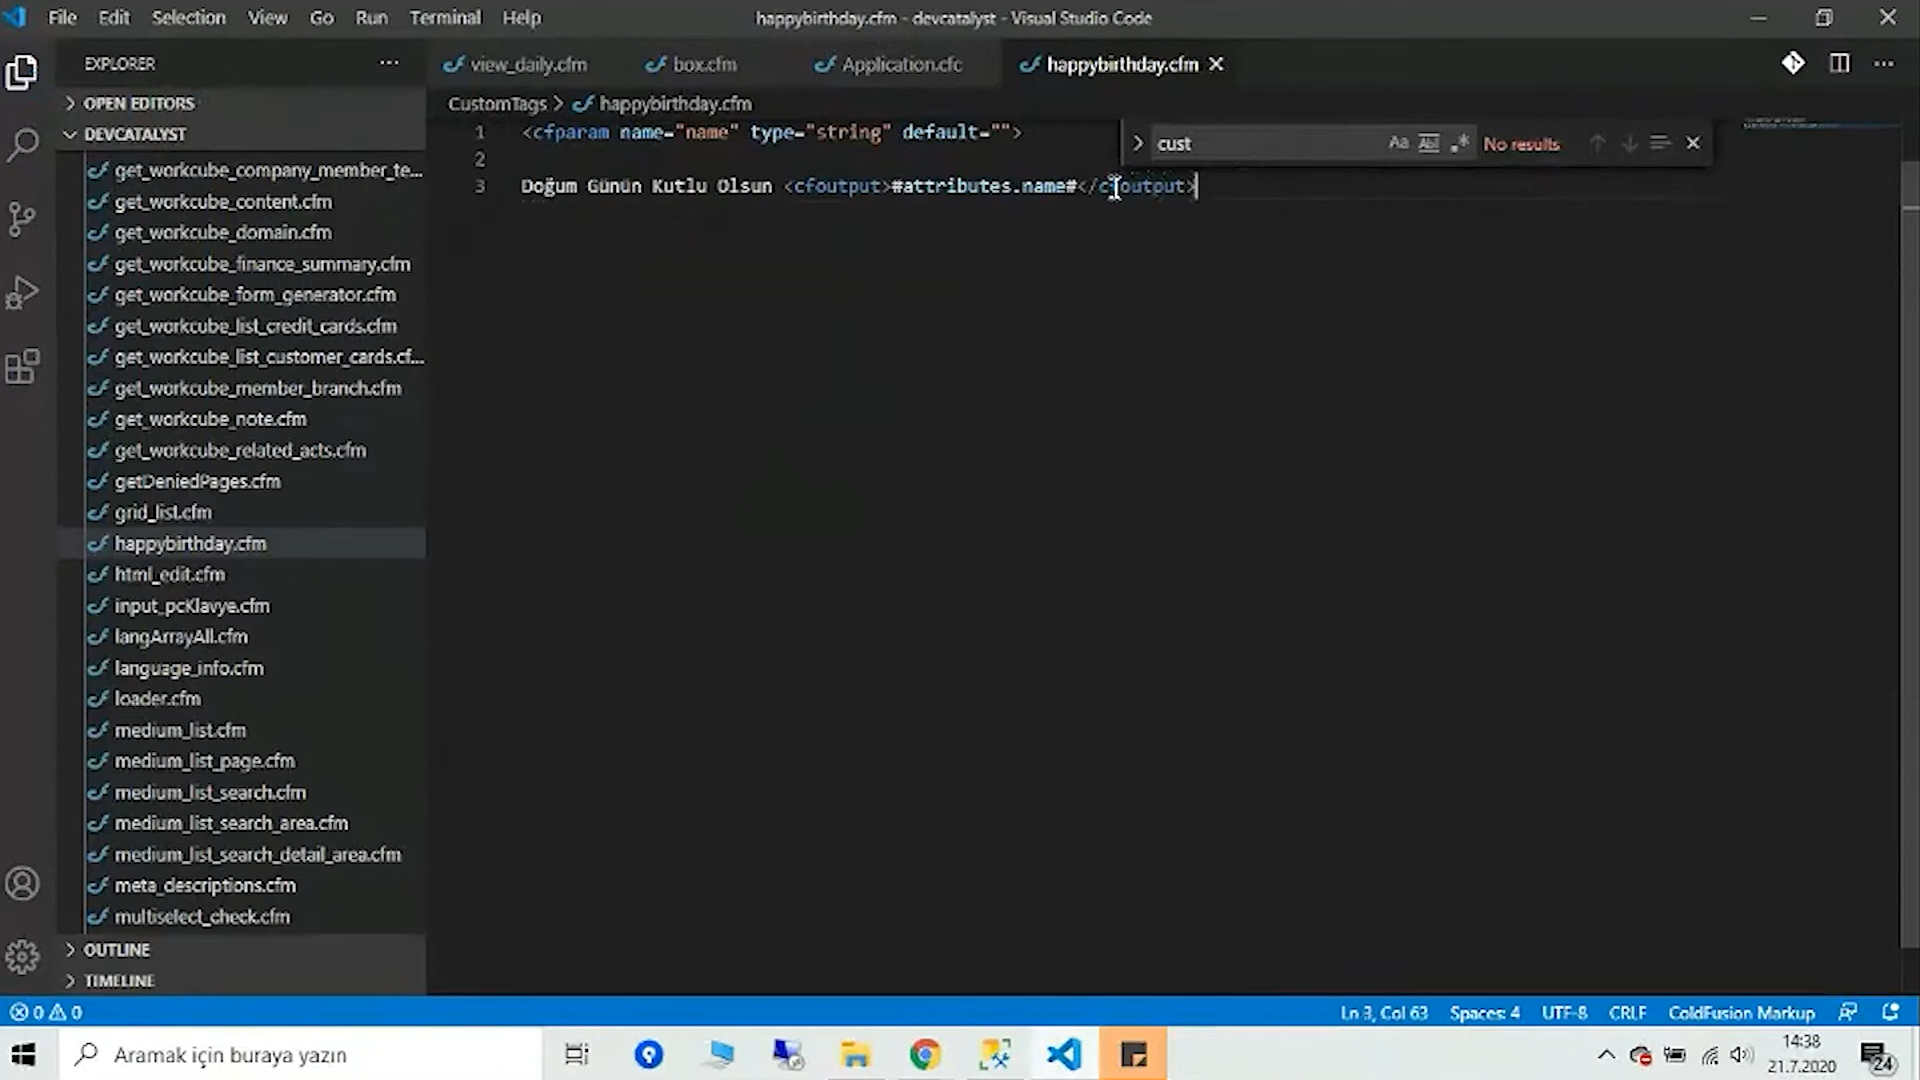 File Edit Selection View Go Run Terminal Help
happybirthday.cfm - devcatalyst - Visual Studio Code
EXPLORER
view_daily.cfm
box.cfm
Application.cfc
happybirthday.cfm
OPEN EDITORS
DEVCATALYST
CustomTags > happybirthday.cfm
get_workcube_company_member_te...
get_workcube_content.cfm
get_workcube_domain.cfm
get_workcube_finance_summary.cfm
get_workcube_form_generator.cfm
get_workcube_list_credit_cards.cfm
get_workcube_list_customer_cards.cf...
get_workcube_member_branch.cfm
get_workcube_note.cfm
get_workcube_related_acts.cfm
getDeniedPages.cfm
grid_list.cfm
happybirthday.cfm
html_edit.cfm
input_pcKlavye.cfm
langArrayAll.cfm
language_info.cfm
loader.cfm
medium_list.cfm
medium_list_page.cfm
medium_list_search.cfm
medium_list_search_area.cfm
medium_list_search_detail_area.cfm
meta_descriptions.cfm
multiselect_check.cfm
OUTLINE
TIMELINE
1 <cfparam name="name" type="string" default="">
2
3 Doğum Günün Kutlu Olsun <cfoutput>#attributes.name#</cfoutput>
cust
Aa Abl .* No results
0 0
Ln 3, Col 63 Spaces: 4 UTF-8 CRLF ColdFusion Markup
Aramak için buraya yazın
14:38
21.7.2020
24